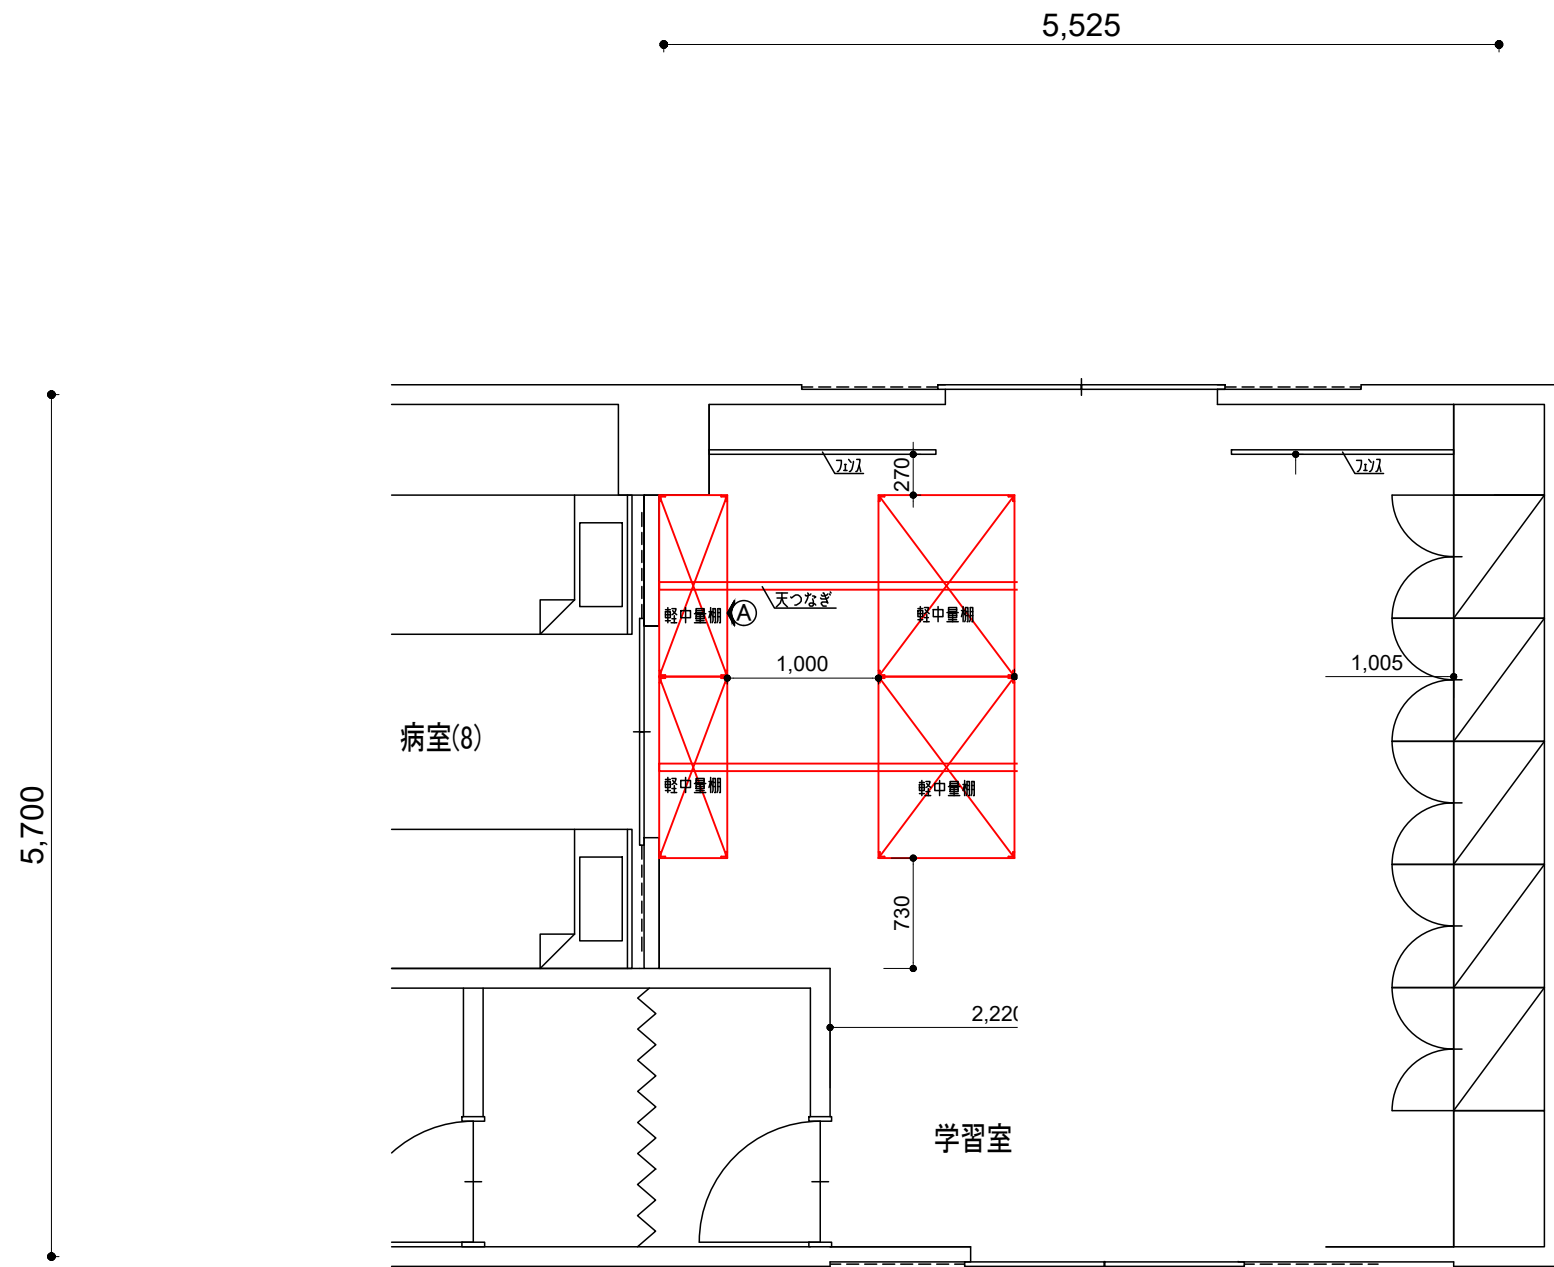 5,525
フェンス
フェンス
270
天つなぎ
軽中量棚
A
軽中量棚
1,000
1,005
病室(8)
軽中量棚
軽中量棚
5,700
730
2,220
学習室